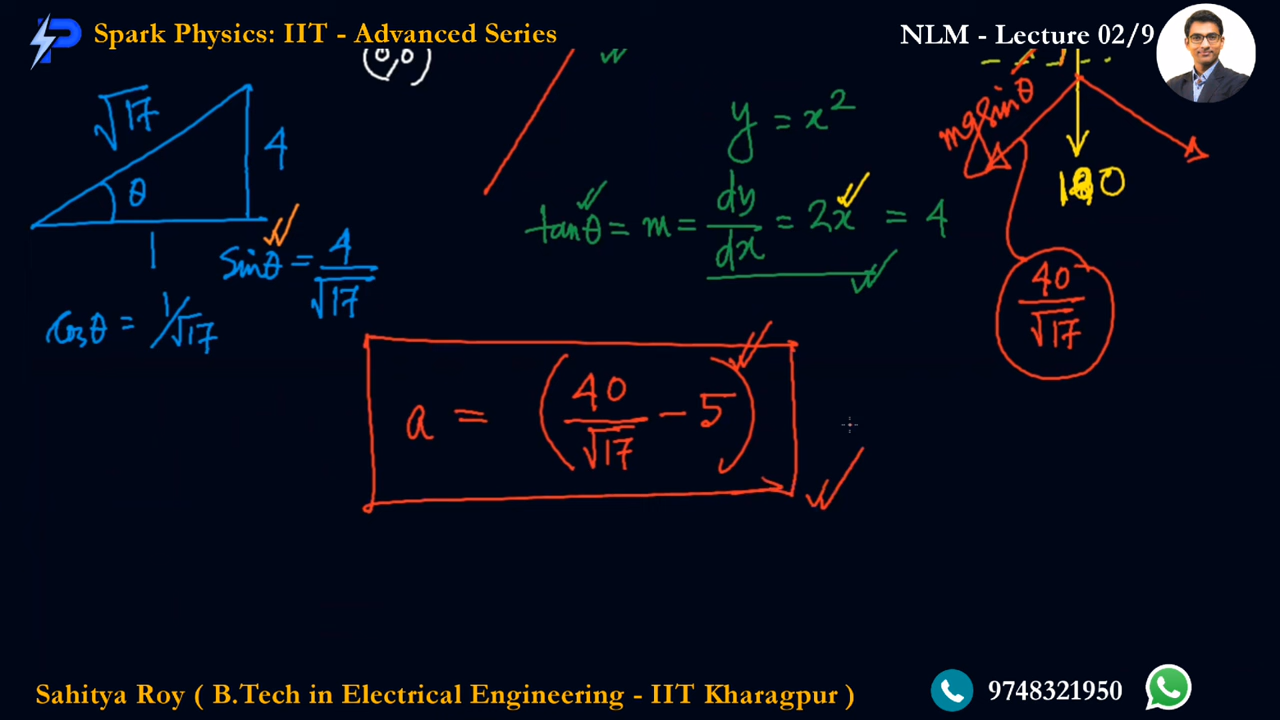 Spark Physics: IIT - Advanced Series
NLM - Lecture 02/9
(0,0)
√17
4
θ
1
sinθ = 4/√17
cosθ = 1/√17
y = x²
tanθ = m = dy/dx = 2x = 4
mg sinθ
40/√17
a = (40/√17 - 5)
Sahitya Roy ( B.Tech in Electrical Engineering - IIT Kharagpur )
9748321950